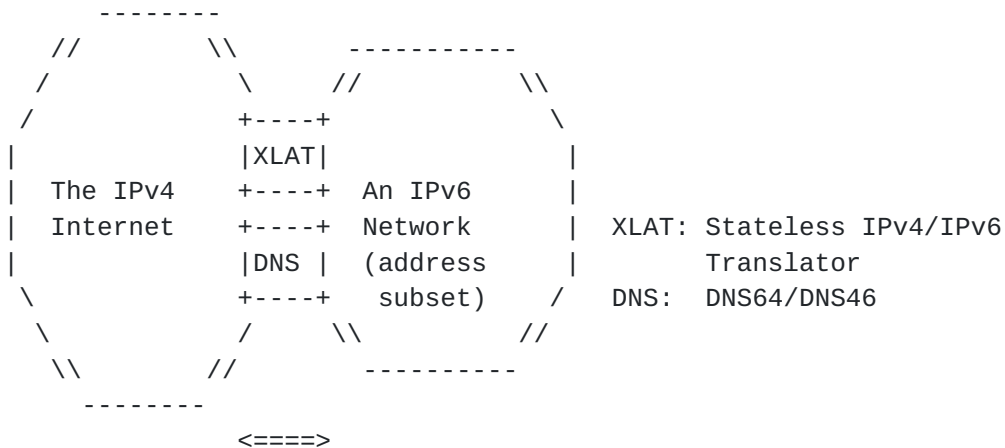 --------
//        \\        -----------
/            \     //           \\
/             +----+               \
|              |XLAT|                |
|  The IPv4    +----+  An IPv6       |
|  Internet    +----+  Network       |  XLAT: Stateless IPv4/IPv6
|              |DNS |  (address      |        Translator
\             +----+   subset)     /   DNS:  DNS64/DNS46
\           /     \\          //
\\        //        ----------
--------
<====>